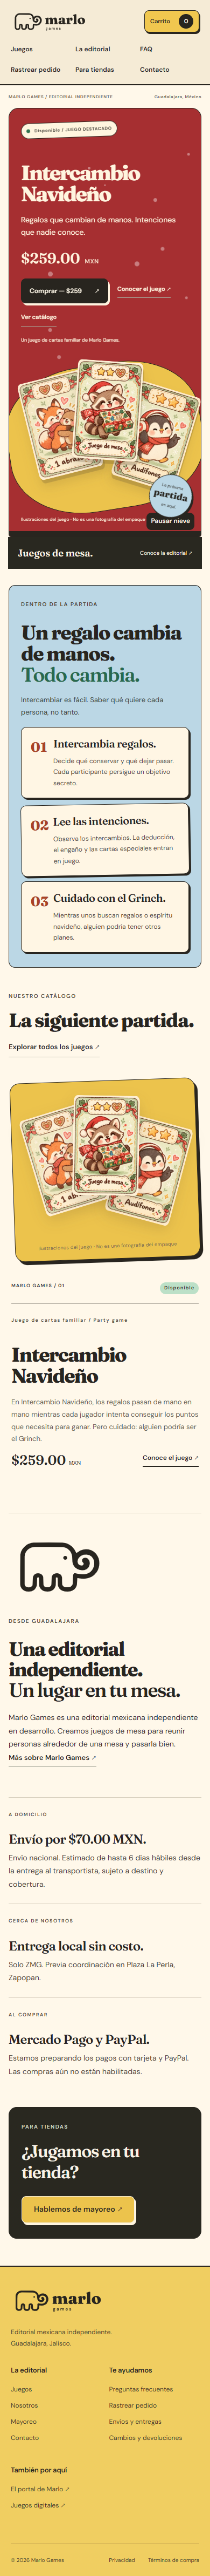 marlo
games
Carrito 0
Juegos La editorial FAQ
Rastrear pedido Para tiendas Contacto
MARLO GAMES / EDITORIAL INDEPENDIENTE Guadalajara, México
Disponible / JUEGO DESTACADO
Intercambio
Navideño
Regalos que cambian de manos. Intenciones
que nadie conoce.
$259.00 MXN
Comprar — $259 ↗
Conocer el juego ↗
Ver catálogo
Un juego de cartas familiar de Marlo Games.
1 abra
Juego de mesa
Audífonos
La próxima
partida
es aquí.
Ilustraciones del juego · No es una fotografía del empaque
Pausar nieve
Juegos de mesa.
Conoce la editorial ↗
DENTRO DE LA PARTIDA
Un regalo cambia
de manos.
Todo cambia.
Intercambiar es fácil. Saber qué quiere cada
persona, no tanto.
01 Intercambia regalos.
Decide qué conservar y qué dejar pasar.
Cada participante persigue un objetivo
secreto.
02 Lee las intenciones.
Observa los intercambios. La deducción,
el engaño y las cartas especiales entran
en juego.
03 Cuidado con el Grinch.
Mientras unos buscan regalos o espíritu
navideño, alguien podría tener otros
planes.
NUESTRO CATÁLOGO
La siguiente partida.
Explorar todos los juegos ↗
1 ab
Juego de mesa
Audífonos
Ilustraciones del juego · No es una fotografía del empaque
MARLO GAMES / 01
Disponible
Juego de cartas familiar / Party game
Intercambio
Navideño
En Intercambio Navideño, los regalos pasan de mano en
mano mientras cada jugador intenta conseguir los puntos
que necesita para ganar. Pero cuidado: alguien podría ser
el Grinch.
$259.00 MXN
Conoce el juego ↗
DESDE GUADALAJARA
Una editorial
independiente.
Un lugar en tu mesa.
Marlo Games es una editorial mexicana independiente
en desarrollo. Creamos juegos de mesa para reunir
personas alrededor de una mesa y pasarla bien.
Más sobre Marlo Games ↗
A DOMICILIO
Envío por $70.00 MXN.
Envío nacional. Estimado de hasta 6 días hábiles desde
la entrega al transportista, sujeto a destino y
cobertura.
CERCA DE NOSOTROS
Entrega local sin costo.
Solo ZMG. Previa coordinación en Plaza La Perla,
Zapopan.
AL COMPRAR
Mercado Pago y PayPal.
Estamos preparando los pagos con tarjeta y PayPal.
Las compras aún no están habilitadas.
PARA TIENDAS
¿Jugamos en tu
tienda?
Hablemos de mayoreo ↗
marlo
games
Editorial mexicana independiente.
Guadalajara, Jalisco.
La editorial Te ayudamos
Juegos Preguntas frecuentes
Nosotros Rastrear pedido
Mayoreo Envíos y entregas
Contacto Cambios y devoluciones
También por aquí
El portal de Marlo ↗
Juegos digitales ↗
© 2026 Marlo Games Privacidad Términos de compra